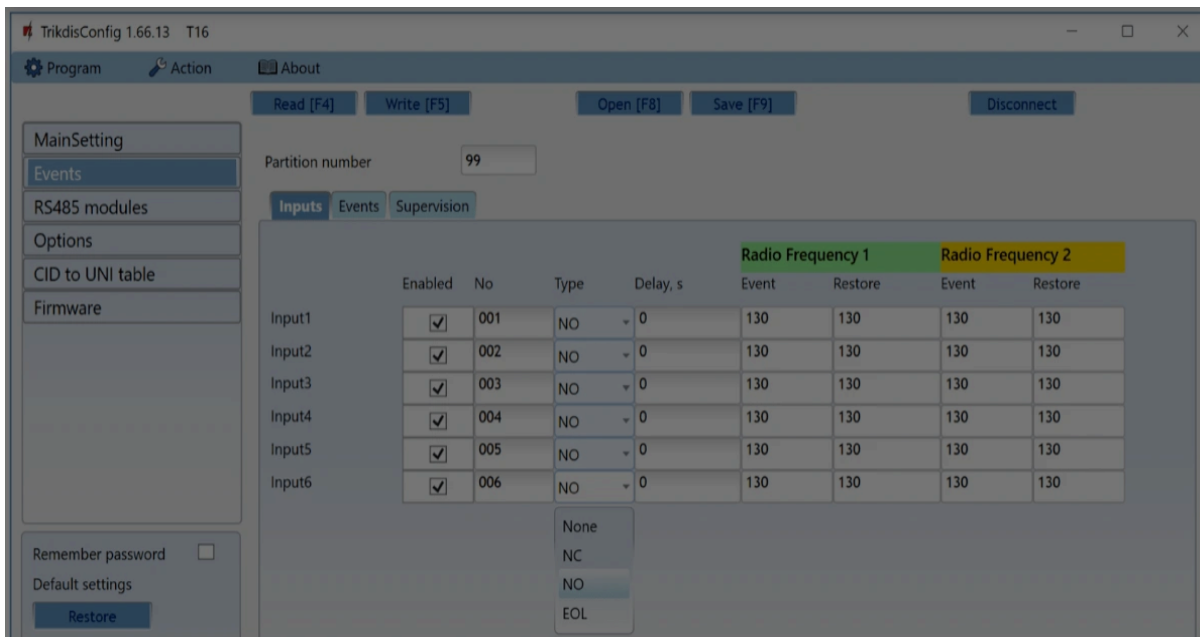 TrikdisConfig 1.66.13 T16
Program Action About
Read [F4] Write [F5] Open [F8] Save [F9] Disconnect
MainSetting
Events
RS485 modules
Options
CID to UNI table
Firmware
Partition number 99
Inputs Events Supervision
Radio Frequency 1 Radio Frequency 2
Enabled No Type Delay, s Event Restore Event Restore
Input1 001 NO 0 130 130 130 130
Input2 002 NO 0 130 130 130 130
Input3 003 NO 0 130 130 130 130
Input4 004 NO 0 130 130 130 130
Input5 005 NO 0 130 130 130 130
Input6 006 NO 0 130 130 130 130
None
NC
NO
EOL
Remember password
Default settings
Restore